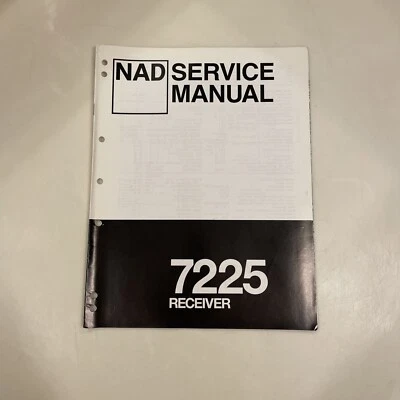 NAD SERVICE
MANUAL
7225
RECEIVER